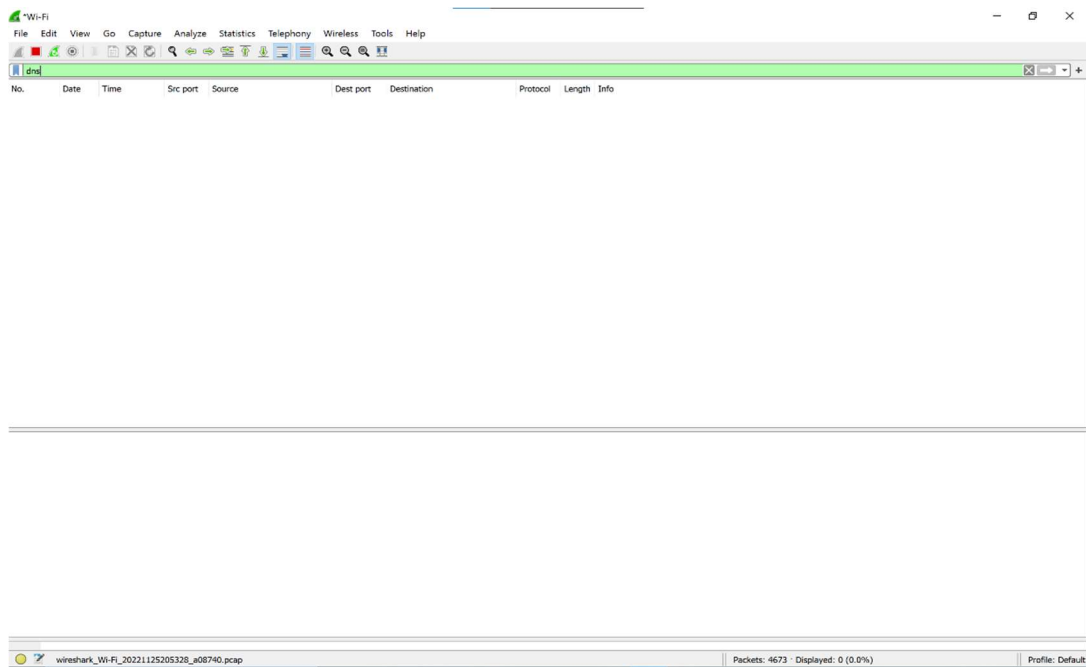 *Wi-Fi
File Edit View Go Capture Analyze Statistics Telephony Wireless Tools Help
dns
No. Date Time Src port Source Dest port Destination Protocol Length Info
wireshark_Wi-Fi_20221125205328_a08740.pcap Packets: 4673 · Displayed: 0 (0.0%) Profile: Default